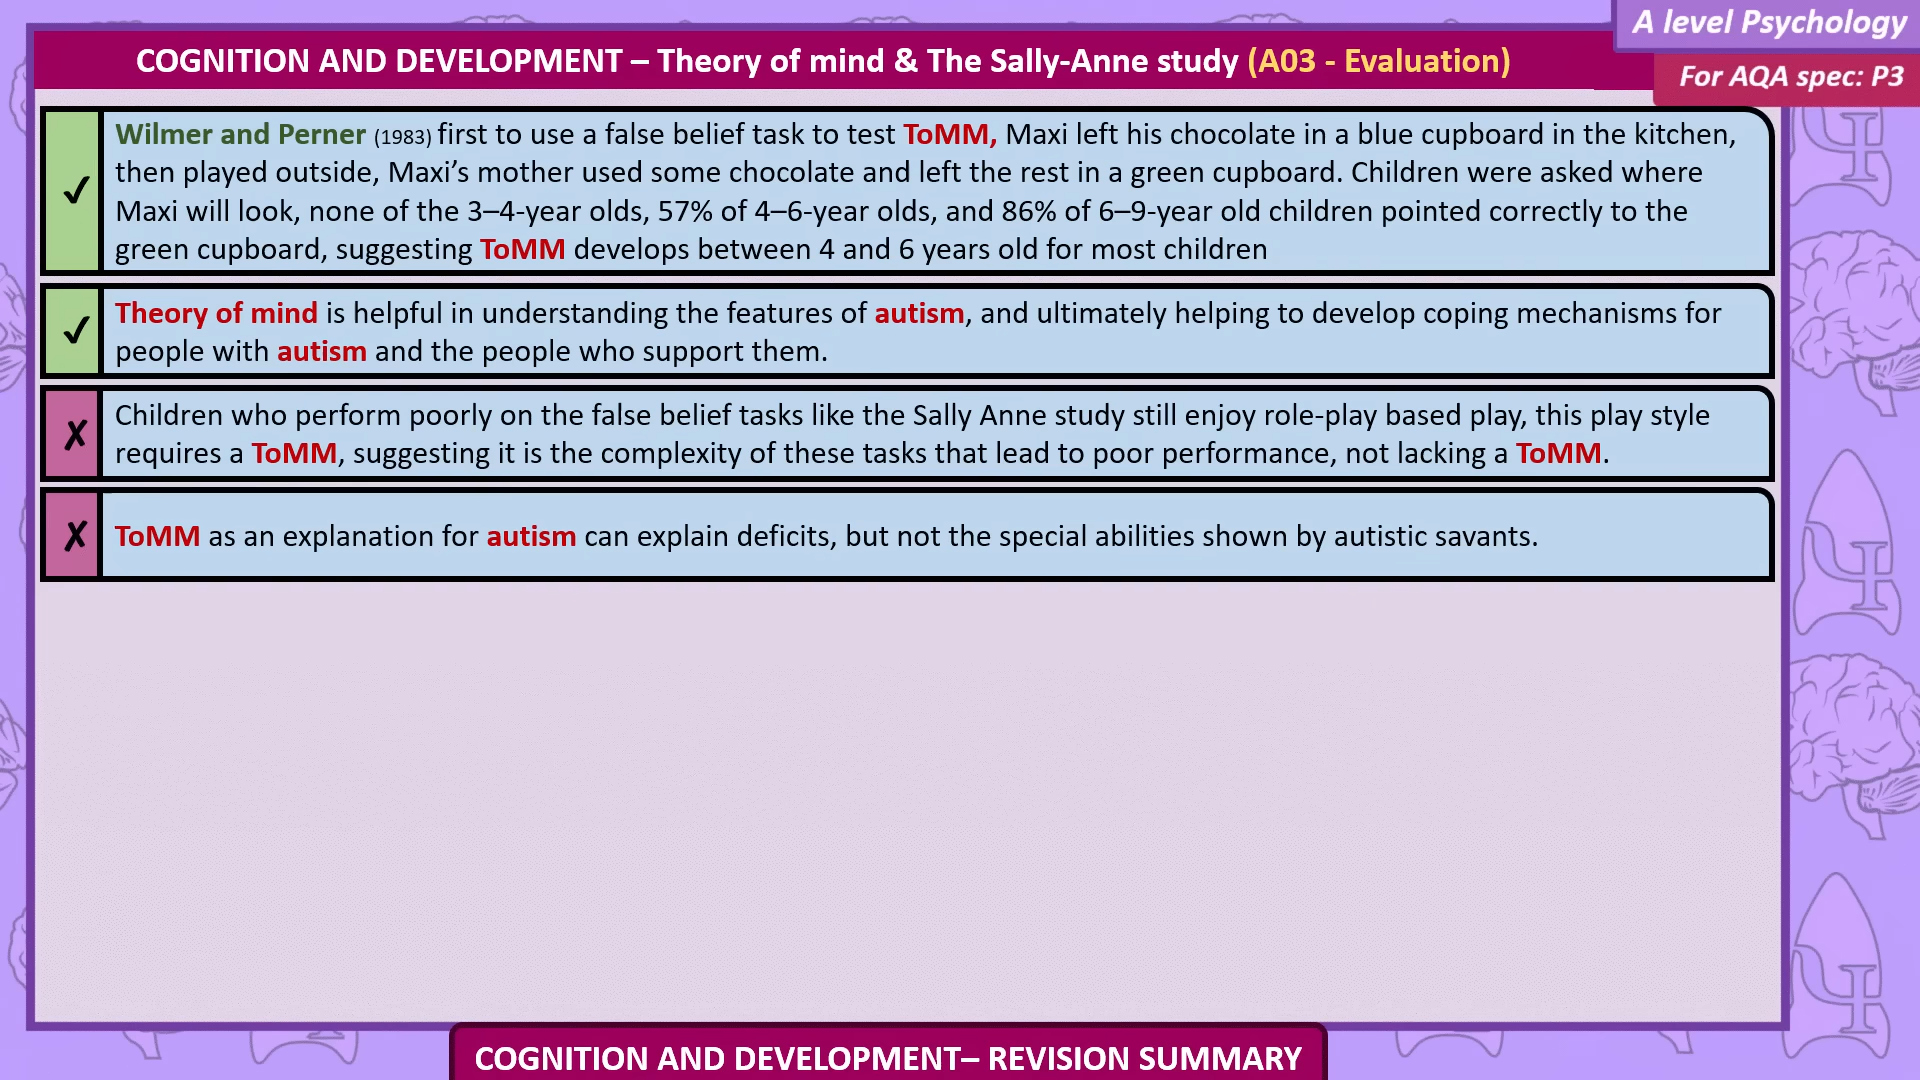 A level Psychology
COGNITION AND DEVELOPMENT – Theory of mind & The Sally-Anne study (A03 - Evaluation)
For AQA spec: P3
✓
Wilmer and Perner (1983) first to use a false belief task to test ToMM, Maxi left his chocolate in a blue cupboard in the kitchen,
then played outside, Maxi’s mother used some chocolate and left the rest in a green cupboard. Children were asked where
Maxi will look, none of the 3–4-year olds, 57% of 4–6-year olds, and 86% of 6–9-year old children pointed correctly to the
green cupboard, suggesting ToMM develops between 4 and 6 years old for most children
✓
Theory of mind is helpful in understanding the features of autism, and ultimately helping to develop coping mechanisms for
people with autism and the people who support them.
✗
Children who perform poorly on the false belief tasks like the Sally Anne study still enjoy role-play based play, this play style
requires a ToMM, suggesting it is the complexity of these tasks that lead to poor performance, not lacking a ToMM.
✗
ToMM as an explanation for autism can explain deficits, but not the special abilities shown by autistic savants.
COGNITION AND DEVELOPMENT– REVISION SUMMARY